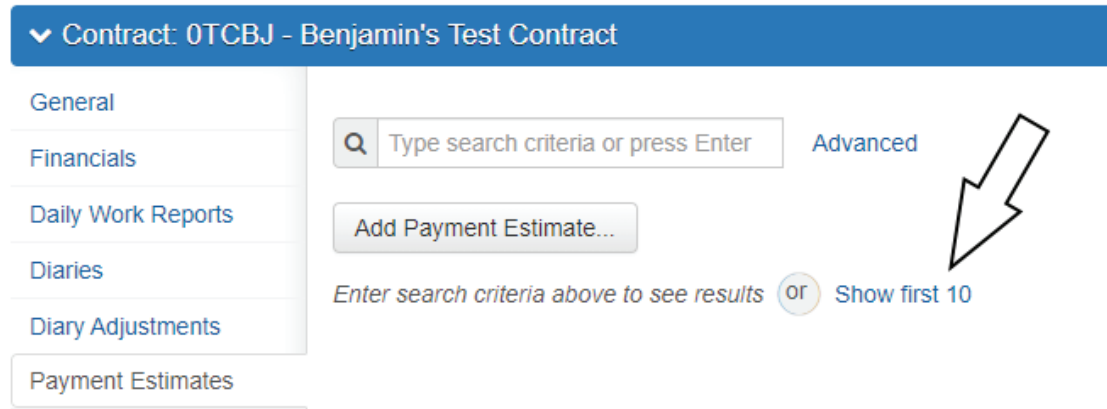 Contract: 0TCBJ - Benjamin's Test Contract
General
Financials
Daily Work Reports
Diaries
Diary Adjustments
Payment Estimates
Type search criteria or press Enter
Advanced
Add Payment Estimate...
Enter search criteria above to see results or Show first 10